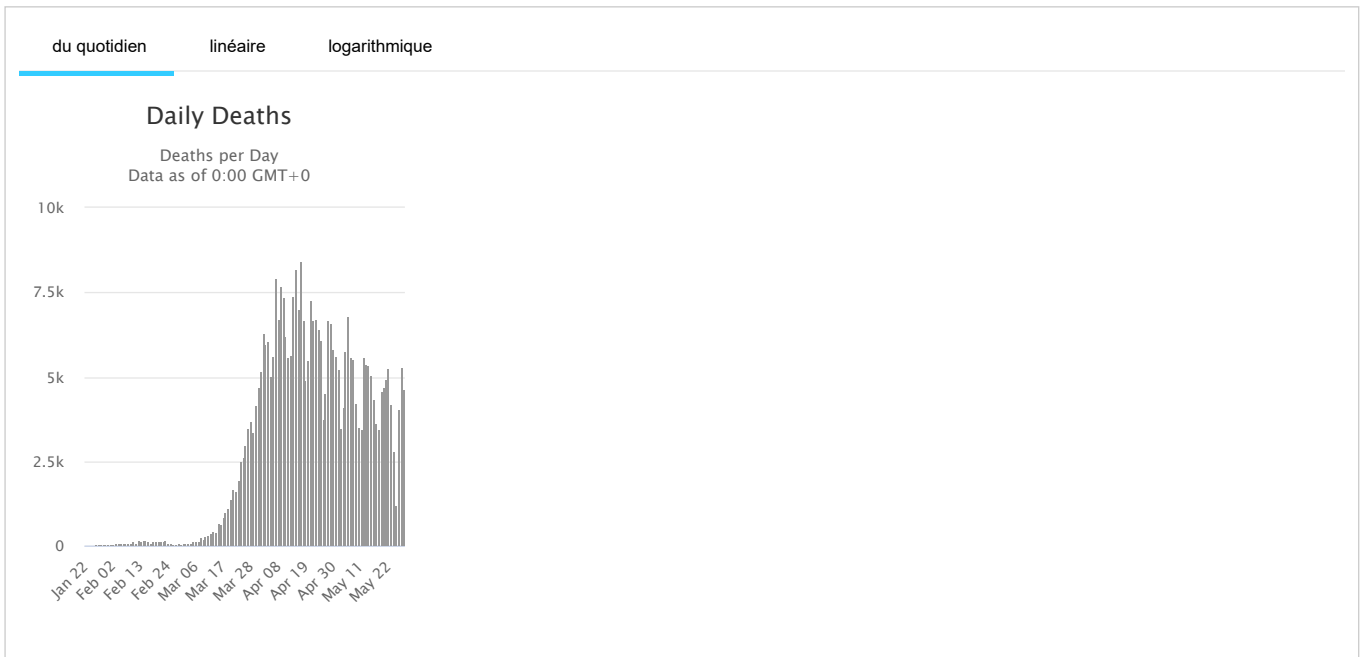 du quotidien linéaire logarithmique
Daily Deaths
Deaths per Day
Data as of 0:00 GMT+0
10k
7.5k
5k
2.5k
0
Jan 22 Feb 02 Feb 13 Feb 24 Mar 06 Mar 17 Mar 28 Apr 08 Apr 19 Apr 30 May 11 May 22